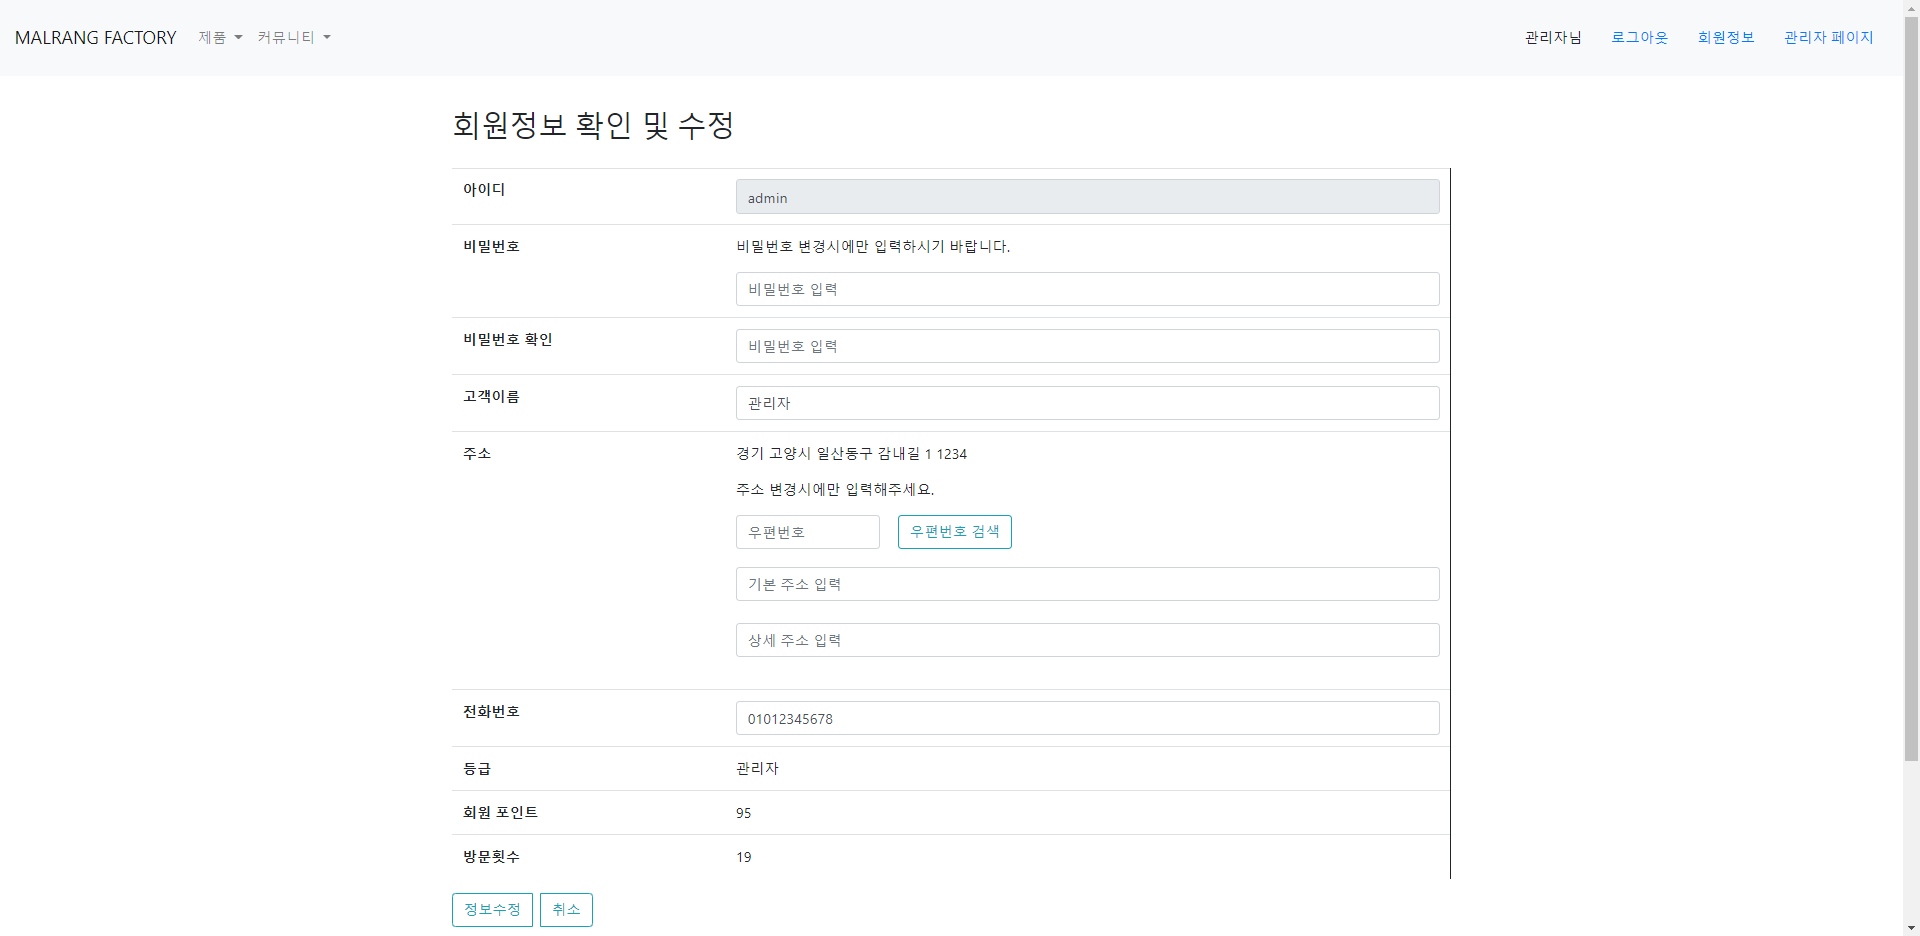 MALRANG FACTORY 제품 커뮤니티 관리자님 로그아웃 회원정보 관리자 페이지
회원정보 확인 및 수정
아이디 admin
비밀번호 비밀번호 변경시에만 입력하시기 바랍니다.
비밀번호 입력
비밀번호 확인 비밀번호 입력
고객이름 관리자
주소 경기 고양시 일산동구 감내길 1 1234
주소 변경시에만 입력해주세요.
우편번호 우편번호 검색
기본 주소 입력
상세 주소 입력
전화번호 01012345678
등급 관리자
회원 포인트 95
방문횟수 19
정보수정 취소